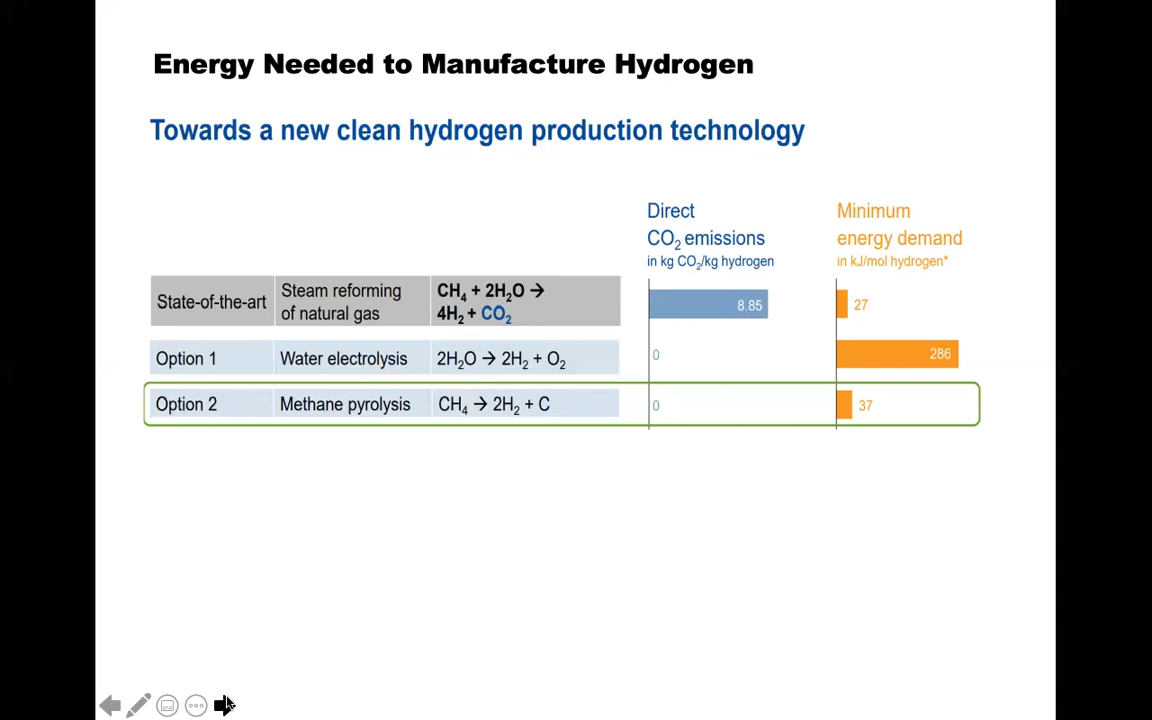 Energy Needed to Manufacture Hydrogen
Towards a new clean hydrogen production technology
Direct
CO₂ emissions
in kg CO₂/kg hydrogen
Minimum
energy demand
in kJ/mol hydrogen*
State-of-the-art
Steam reforming
of natural gas
CH₄ + 2H₂O →
4H₂ + CO₂
8.85
27
Option 1
Water electrolysis
2H₂O → 2H₂ + O₂
0
286
Option 2
Methane pyrolysis
CH₄ → 2H₂ + C
0
37